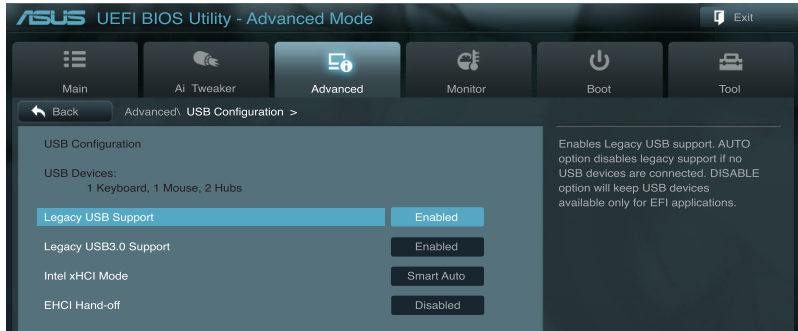 ASUS UEFI BIOS Utility - Advanced Mode
Exit
Main
Ai Tweaker
Advanced
Monitor
Boot
Tool
Back
Advanced\ USB Configuration >
USB Configuration
USB Devices:
1 Keyboard, 1 Mouse, 2 Hubs
Legacy USB Support Enabled
Legacy USB3.0 Support Enabled
Intel xHCI Mode Smart Auto
EHCI Hand-off Disabled
Enables Legacy USB support. AUTO
option disables legacy support if no
USB devices are connected. DISABLE
option will keep USB devices
available only for EFI applications.